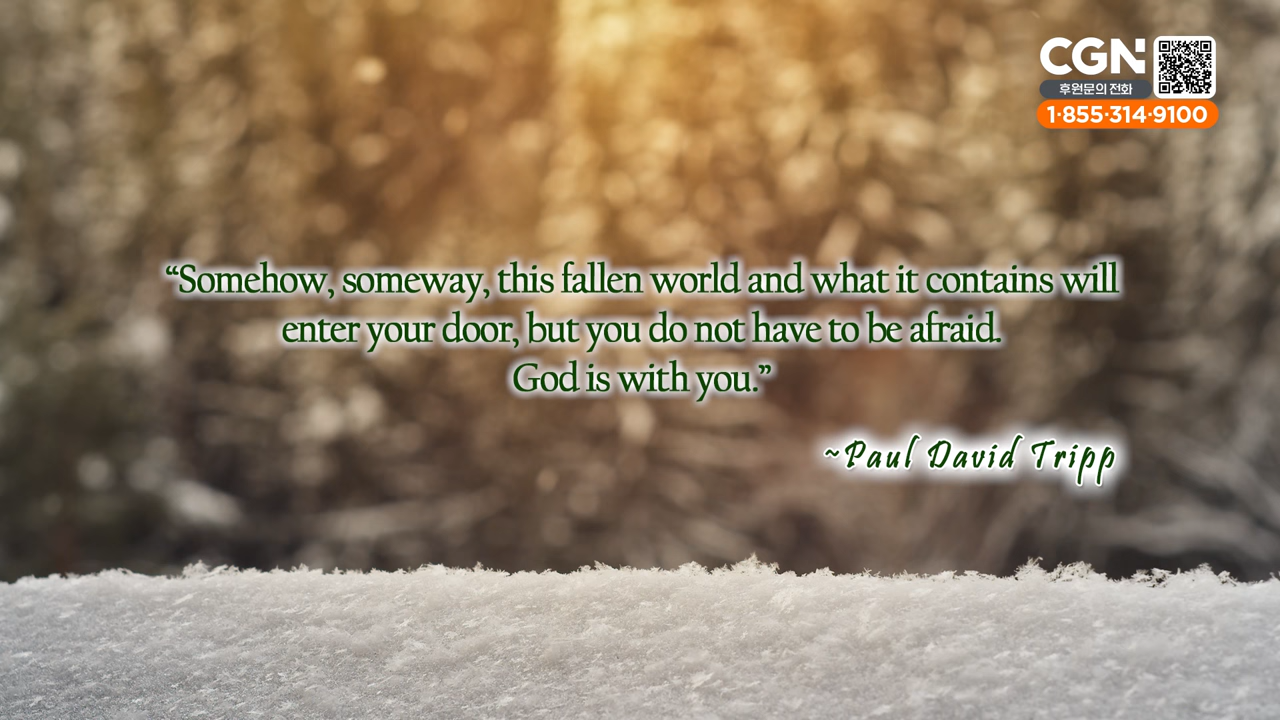 CGN
후원문의 전화
1·855·314·9100
“Somehow, someway, this fallen world and what it contains will
enter your door, but you do not have to be afraid.
God is with you.”
~Paul David Tripp